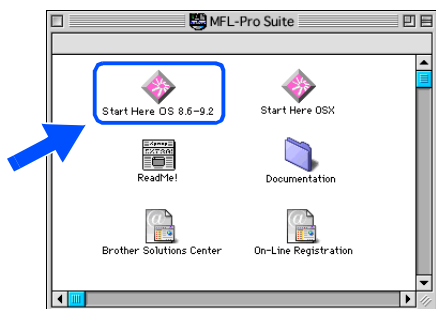 MFL-Pro Suite
Start Here OS 8.6-9.2
Start Here OSX
EXTRA!
ReadMe!
Documentation
Brother Solutions Center
On-Line Registration